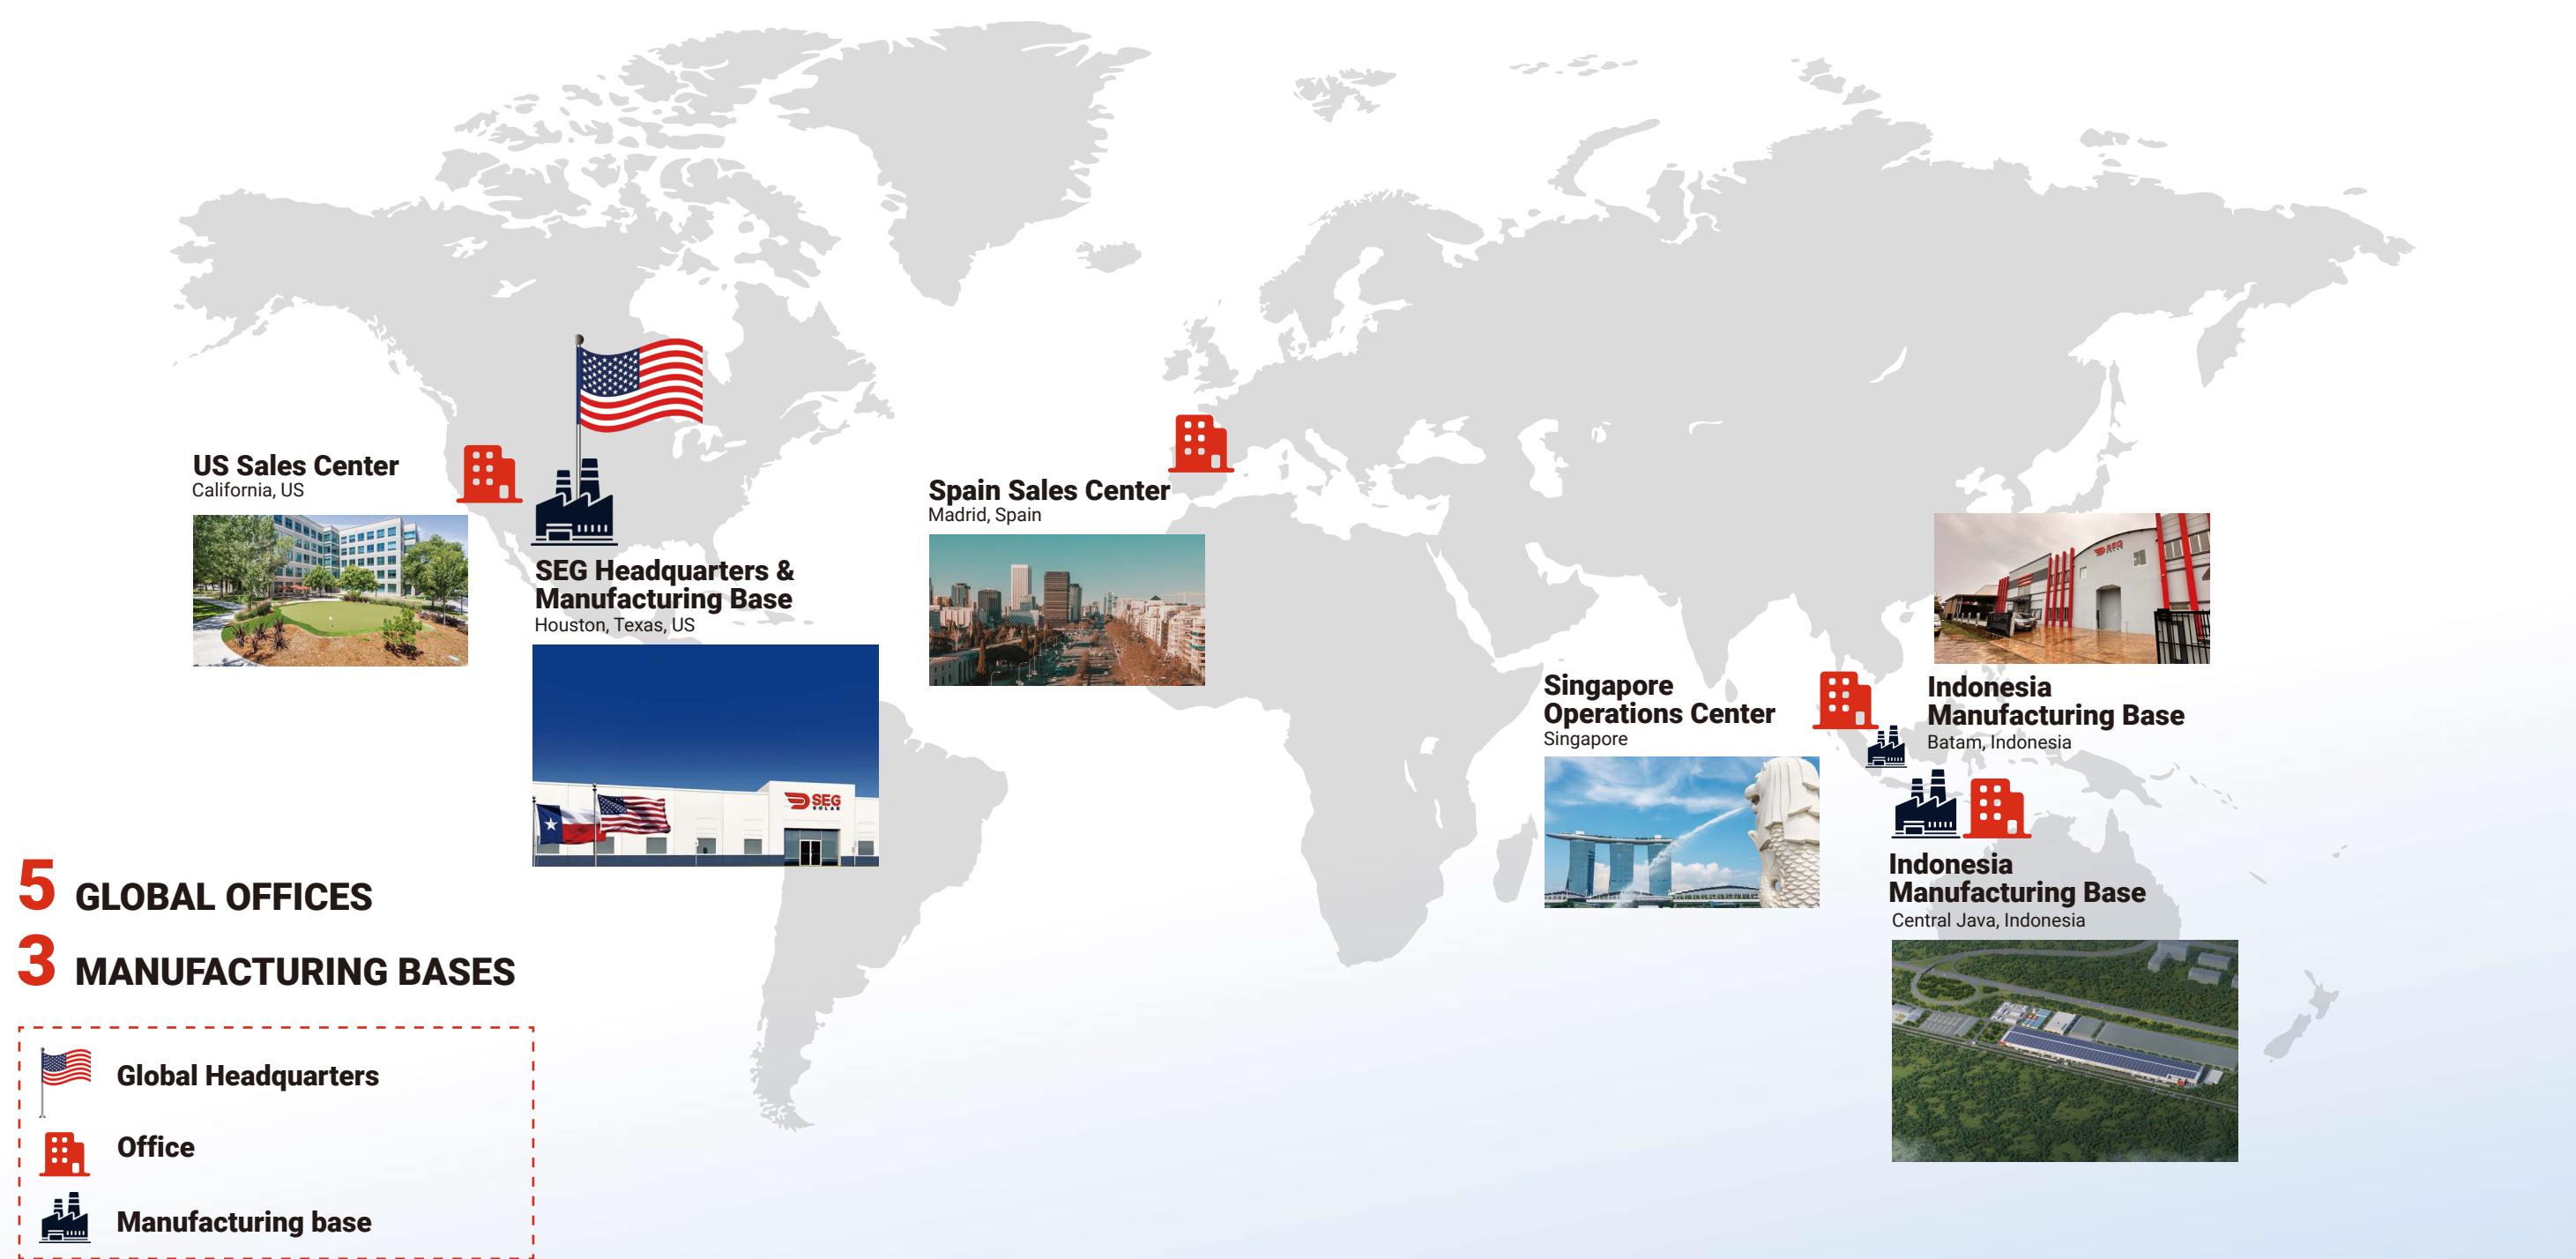 US Sales Center
California, US
SEG Headquarters &
Manufacturing Base
Houston, Texas, US
SEG
SOLAR
Spain Sales Center
Madrid, Spain
Singapore
Operations Center
Singapore
SEG
Indonesia
Manufacturing Base
Batam, Indonesia
Indonesia
Manufacturing Base
Central Java, Indonesia
5 GLOBAL OFFICES
3 MANUFACTURING BASES
Global Headquarters
Office
Manufacturing base